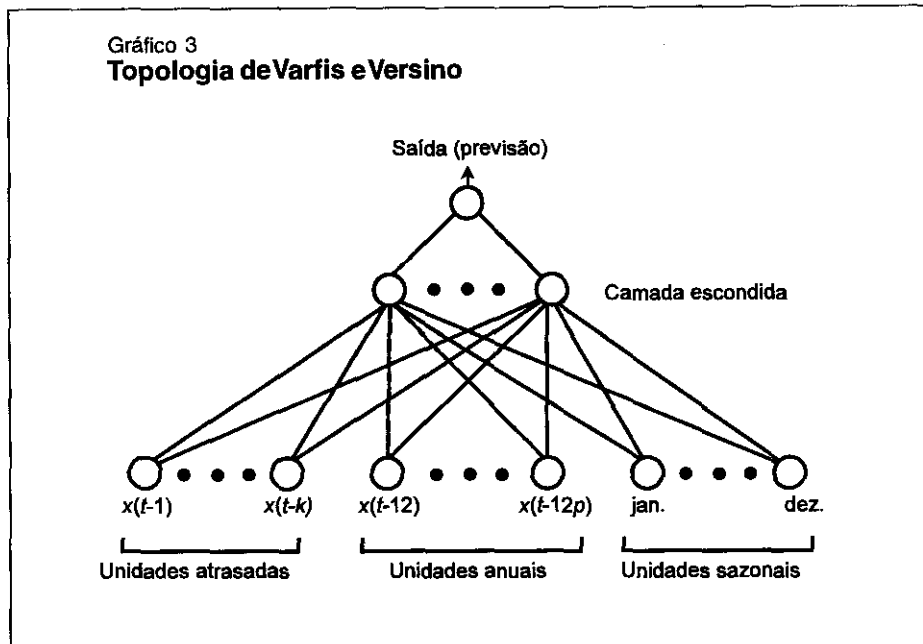 Gráfico 3
Topologia de Varfis e Versino
Saída (previsão)
Camada escondida
x(t-1) x(t-k) x(t-12) x(t-12p) jan. dez.
Unidades atrasadas Unidades anuais Unidades sazonais